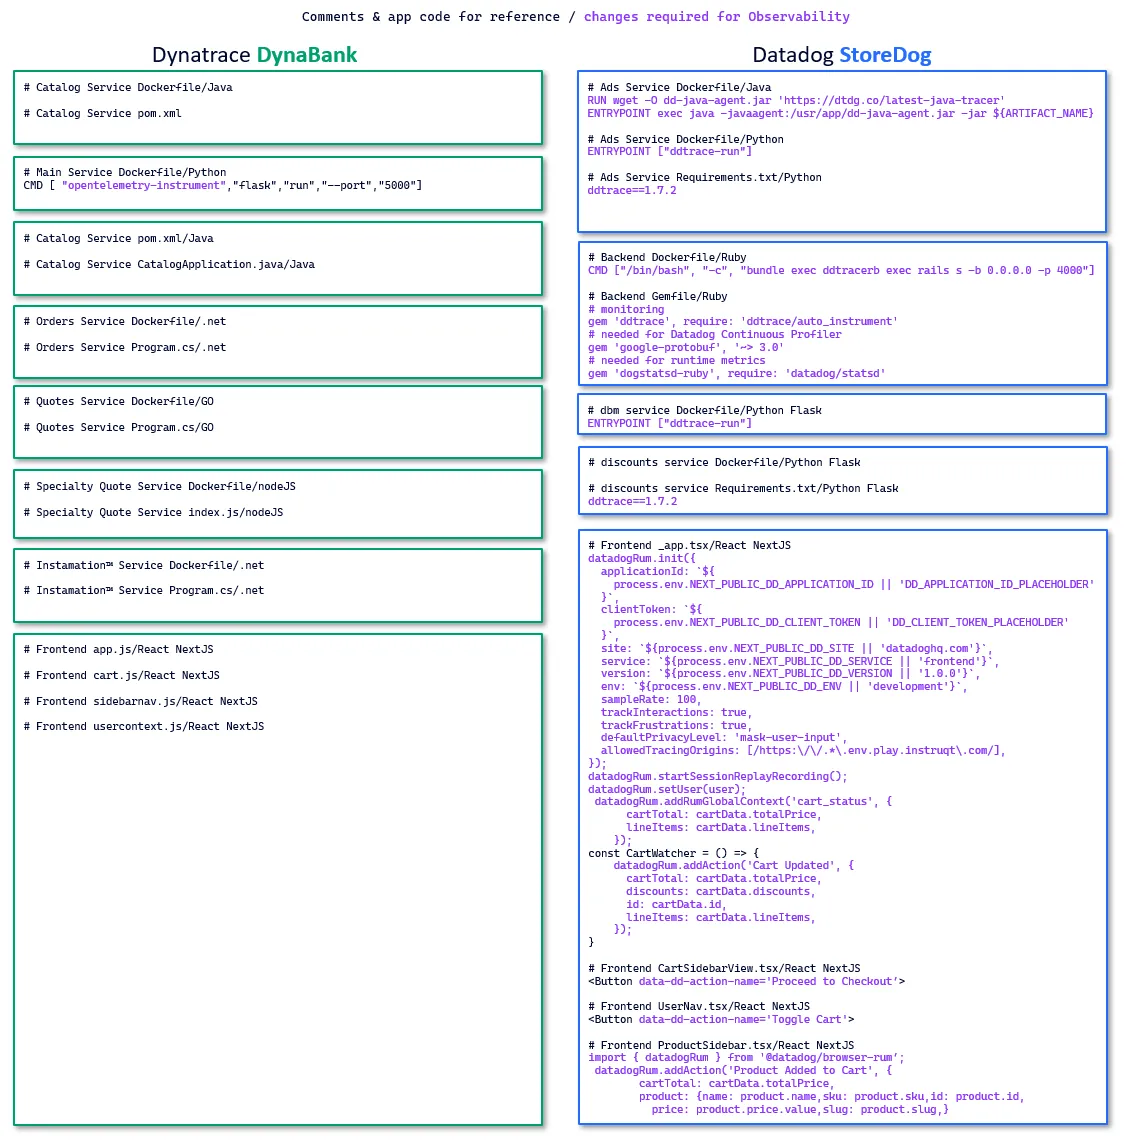 Comments & app code for reference / changes required for Observability
Dynatrace DynaBank
# Catalog Service Dockerfile/Java
# Catalog Service pom.xml
# Main Service Dockerfile/Python
CMD [ "opentelemetry-instrument","flask","run","--port","5000"]
# Catalog Service pom.xml/Java
# Catalog Service CatalogApplication.java/Java
# Orders Service Dockerfile/.net
# Orders Service Program.cs/.net
# Quotes Service Dockerfile/GO
# Quotes Service Program.cs/GO
# Specialty Quote Service Dockerfile/nodeJS
# Specialty Quote Service index.js/nodeJS
# Instamation™ Service Dockerfile/.net
# Instamation™ Service Program.cs/.net
# Frontend app.js/React NextJS
# Frontend cart.js/React NextJS
# Frontend sidebarnav.js/React NextJS
# Frontend usercontext.js/React NextJS
Datadog StoreDog
# Ads Service Dockerfile/Java
RUN wget -O dd-java-agent.jar 'https://dtdg.co/latest-java-tracer'
ENTRYPOINT exec java -javaagent:/usr/app/dd-java-agent.jar -jar ${ARTIFACT_NAME}
# Ads Service Dockerfile/Python
ENTRYPOINT ["ddtrace-run"]
# Ads Service Requirements.txt/Python
ddtrace==1.7.2
# Backend Dockerfile/Ruby
CMD ["/bin/bash", "-c", "bundle exec ddtracerb exec rails s -b 0.0.0.0 -p 4000"]
# Backend Gemfile/Ruby
# monitoring
gem 'ddtrace', require: 'ddtrace/auto_instrument'
# needed for Datadog Continuous Profiler
gem 'google-protobuf', '~> 3.0'
# needed for runtime metrics
gem 'dogstatsd-ruby', require: 'datadog/statsd'
# dbm service Dockerfile/Python Flask
ENTRYPOINT ["ddtrace-run"]
# discounts service Dockerfile/Python Flask
# discounts service Requirements.txt/Python Flask
ddtrace==1.7.2
# Frontend _app.tsx/React NextJS
datadogRum.init({
applicationId: `${
process.env.NEXT_PUBLIC_DD_APPLICATION_ID || 'DD_APPLICATION_ID_PLACEHOLDER'
}`,
clientToken: `${
process.env.NEXT_PUBLIC_DD_CLIENT_TOKEN || 'DD_CLIENT_TOKEN_PLACEHOLDER'
}`,
site: `${process.env.NEXT_PUBLIC_DD_SITE || 'datadoghq.com'}`,
service: `${process.env.NEXT_PUBLIC_DD_SERVICE || 'frontend'}`,
version: `${process.env.NEXT_PUBLIC_DD_VERSION || '1.0.0'}`,
env: `${process.env.NEXT_PUBLIC_DD_ENV || 'development'}`,
sampleRate: 100,
trackInteractions: true,
trackFrustrations: true,
defaultPrivacyLevel: 'mask-user-input',
allowedTracingOrigins: [/https:\/\/.*\.env.play.instruqt\.com/],
});
datadogRum.startSessionReplayRecording();
datadogRum.setUser(user);
datadogRum.addRumGlobalContext('cart_status', {
cartTotal: cartData.totalPrice,
lineItems: cartData.lineItems,
});
const CartWatcher = () => {
datadogRum.addAction('Cart Updated', {
cartTotal: cartData.totalPrice,
discounts: cartData.discounts,
id: cartData.id,
lineItems: cartData.lineItems,
});
}
# Frontend CartSidebarView.tsx/React NextJS
<Button data-dd-action-name='Proceed to Checkout'>
# Frontend UserNav.tsx/React NextJS
<Button data-dd-action-name='Toggle Cart'>
# Frontend ProductSidebar.tsx/React NextJS
import { datadogRum } from '@datadog/browser-rum';
datadogRum.addAction('Product Added to Cart', {
cartTotal: cartData.totalPrice,
product: {name: product.name,sku: product.sku,id: product.id,
price: product.price.value,slug: product.slug,}